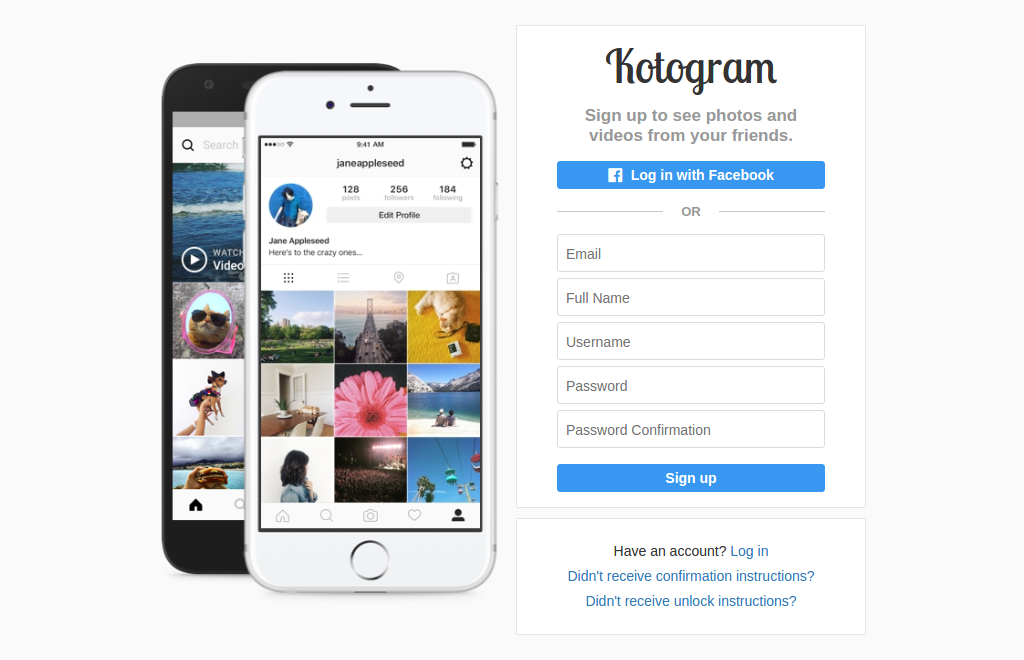 Search
WATCH
Video
9:41 AM
janeappleseed
128
256
184
posts
followers
following
Edit Profile
Jane Appleseed
Here's to the crazy ones...
Kotogram
Sign up to see photos and
videos from your friends.
Log in with Facebook
OR
Email
Full Name
Username
Password
Password Confirmation
Sign up
Have an account? Log in
Didn't receive confirmation instructions?
Didn't receive unlock instructions?